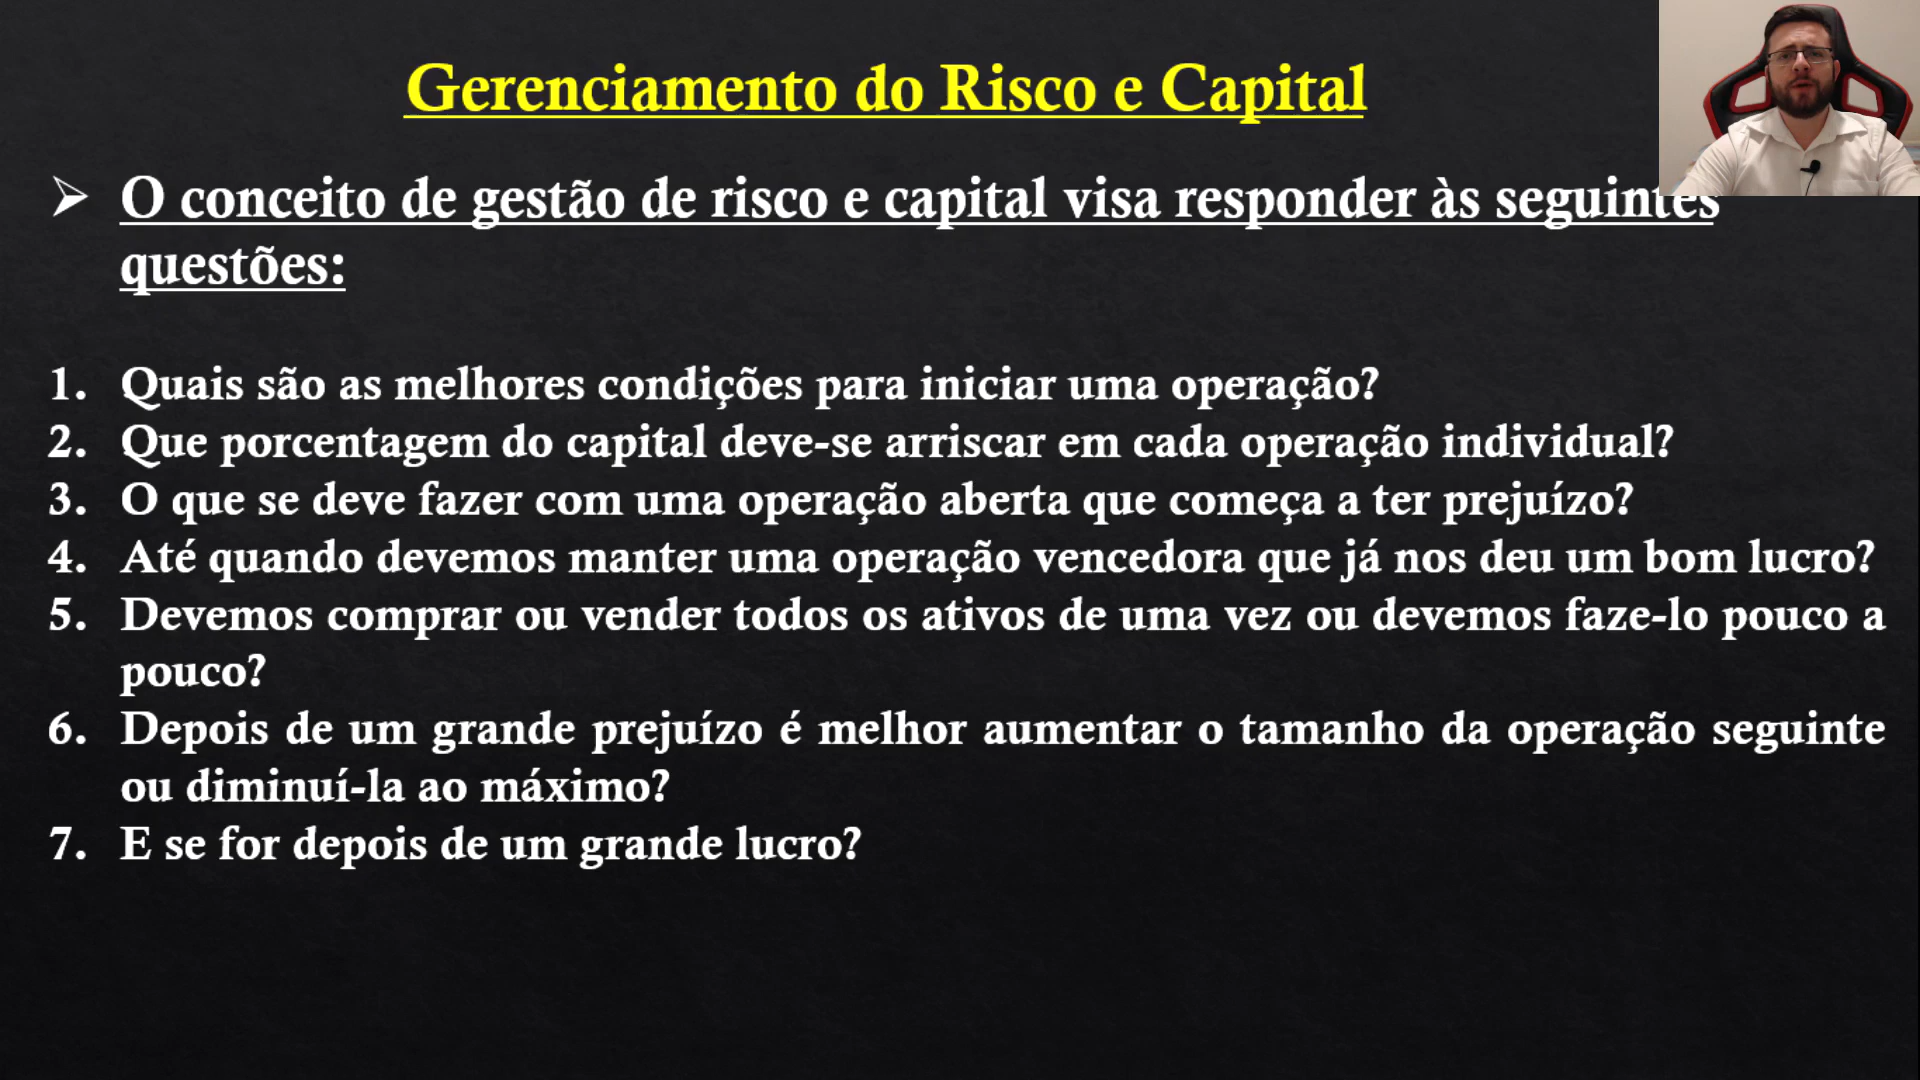 Gerenciamento do Risco e Capital
O conceito de gestão de risco e capital visa responder às seguintes
questões:
1. Quais são as melhores condições para iniciar uma operação?
2. Que porcentagem do capital deve-se arriscar em cada operação individual?
3. O que se deve fazer com uma operação aberta que começa a ter prejuízo?
4. Até quando devemos manter uma operação vencedora que já nos deu um bom lucro?
5. Devemos comprar ou vender todos os ativos de uma vez ou devemos faze-lo pouco a
pouco?
6. Depois de um grande prejuízo é melhor aumentar o tamanho da operação seguinte
ou diminuí-la ao máximo?
7. E se for depois de um grande lucro?